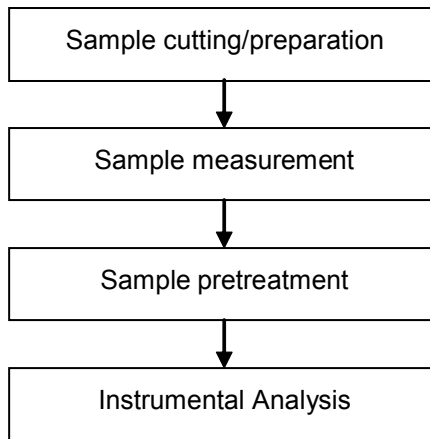 Sample cutting/preparation
Sample measurement
Sample pretreatment
Instrumental Analysis